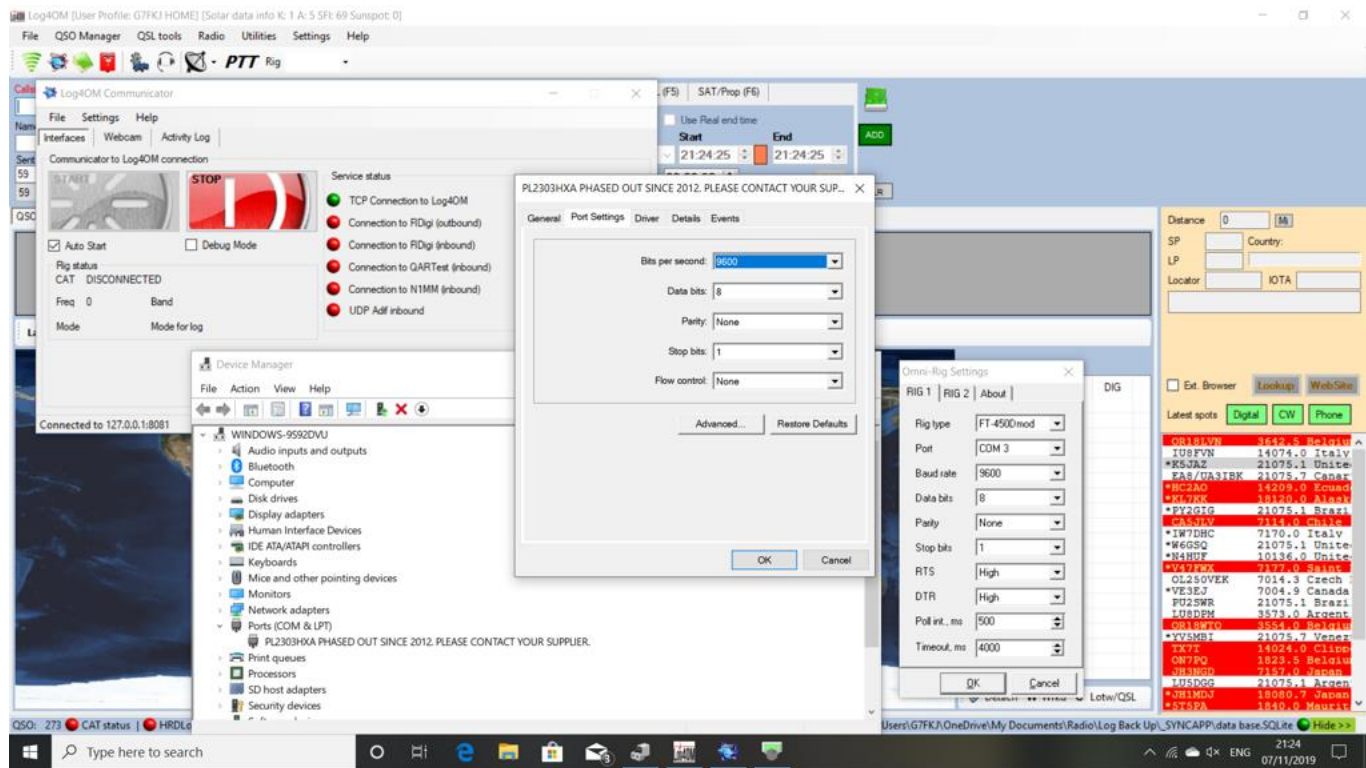 Log4OM [User Profile: G7FKJ HOME] [Solar data info K: 1 A: 5 SFI: 69 Sunspot: 0]
File QSO Manager QSL tools Radio Utilities Settings Help
PTT Rig
Log4OM Communicator
File Settings Help
Interfaces Webcam Activity Log
Communicator to Log4OM connection
START
STOP
Auto Start
Debug Mode
Rig status
CAT DISCONNECTED
Freq 0 Band
Mode Mode for log
Service status
TCP Connection to Log4OM
Connection to FlDigi (outbound)
Connection to FlDigi (inbound)
Connection to QARTest (inbound)
Connection to N1MM (inbound)
UDP Adif inbound
Connected to 127.0.0.1:8081
59
59
(F5) SAT/Prop (F6)
Use Real end time
Start End
21:24:25 21:24:25
ADD
PL2303HXA PHASED OUT SINCE 2012. PLEASE CONTACT YOUR SUP...
General Port Settings Driver Details Events
Bits per second: 9600
Data bits: 8
Parity: None
Stop bits: 1
Flow control: None
Advanced... Restore Defaults
OK Cancel
Device Manager
File Action View Help
WINDOWS-9S92DVU
Audio inputs and outputs
Bluetooth
Computer
Disk drives
Display adapters
Human Interface Devices
IDE ATA/ATAPI controllers
Keyboards
Mice and other pointing devices
Monitors
Network adapters
Ports (COM & LPT)
PL2303HXA PHASED OUT SINCE 2012. PLEASE CONTACT YOUR SUPPLIER.
Print queues
Processors
SD host adapters
Security devices
Omni-Rig Settings
RIG 1 RIG 2 About
Rig type FT-450Dmod
Port COM 3
Baud rate 9600
Data bits 8
Parity None
Stop bits 1
RTS High
DTR High
Poll int., ms 500
Timeout, ms 4000
OK Cancel
DIG
Lotw/QSL
Distance 0 Mi
SP Country:
LP
Locator IOTA
Ext. Browser Lookup WebSite
Latest spots Digital CW Phone
OR18LVN 3642.5 Belgiu
IU8FVN 14074.0 Italy
*K5JAZ 21075.1 Unite
EA8/UA3IBK 21075.7 Canar
*HC2AO 14209.0 Ecuad
*KL7KK 18120.0 Alask
*PY2GIG 21075.1 Brazi
CA5JLV 7114.0 Chile
*IW7DHC 7170.0 Italy
*W6GSQ 21075.1 Unite
*N4HUF 10136.0 Unite
*V47FWX 7177.0 Saint
OL250VEK 7014.3 Czech
*VE3EJ 7004.9 Canada
PU2SWR 21075.1 Brazi
LU8DPM 3573.0 Argent
OR18WTO 3554.0 Belgiu
*YV5MBI 21075.7 Venez
TX7T 14024.0 Clipp
ON7PQ 1823.5 Belgiu
JH3NGD 7157.0 Japan
LU5DGG 21075.1 Argen
*JH1MDJ 18080.7 Japan
*5T5PA 1840.0 Maurit
QSO: 273 CAT status HRDLo
Users\G7FKJ\OneDrive\My Documents\Radio\Log Back Up\_SYNCAPP\data base.SQLite Hide >>
Type here to search
ENG
21:24
07/11/2019